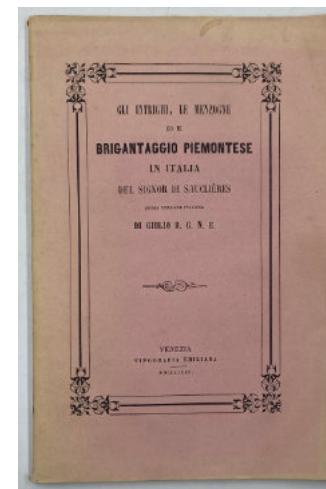 GLI INTRIGHI, LE MENZOGNE
ED IL
BRIGANTAGGIO PIEMONTESE
IN ITALIA
DEL SIGNOR DI SAUCLIÈRES
DI GIULIO B. G. N. E.
VENEZIA
TIPOGRAFIA EMILIANA